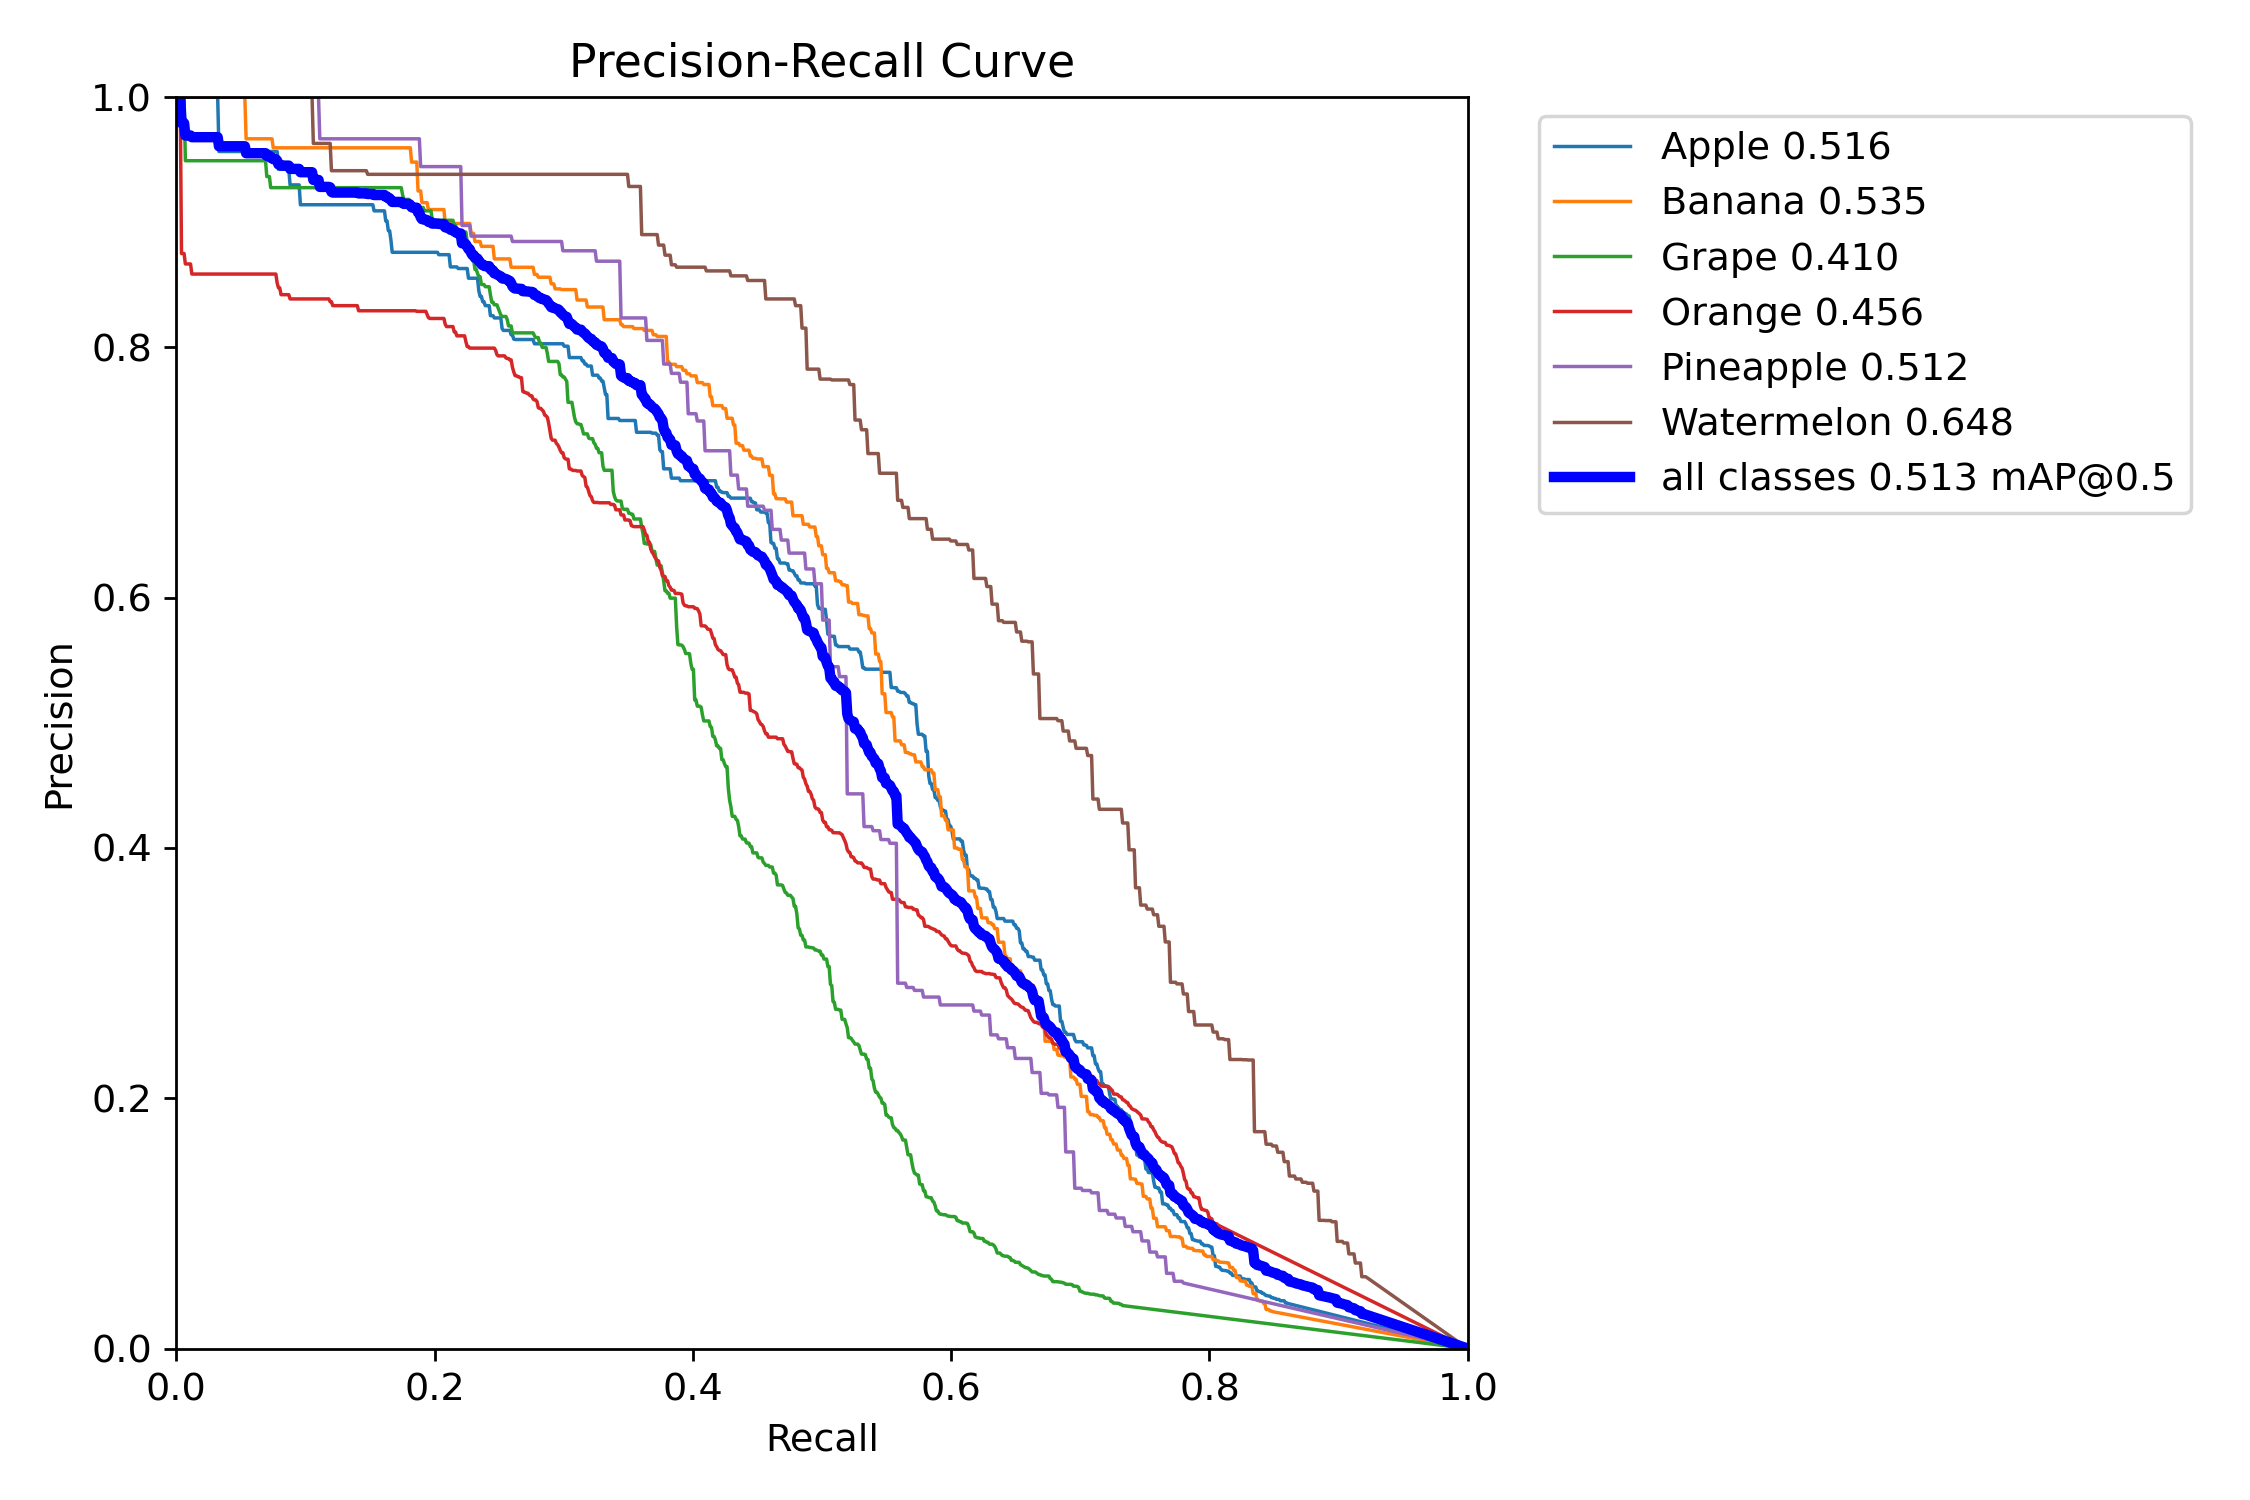 Precision-Recall Curve
1.0
0.8
0.6
0.4
0.2
0.0
Precision
0.0 0.2 0.4 0.6 0.8 1.0
Recall
Apple 0.516
Banana 0.535
Grape 0.410
Orange 0.456
Pineapple 0.512
Watermelon 0.648
all classes 0.513 mAP@0.5